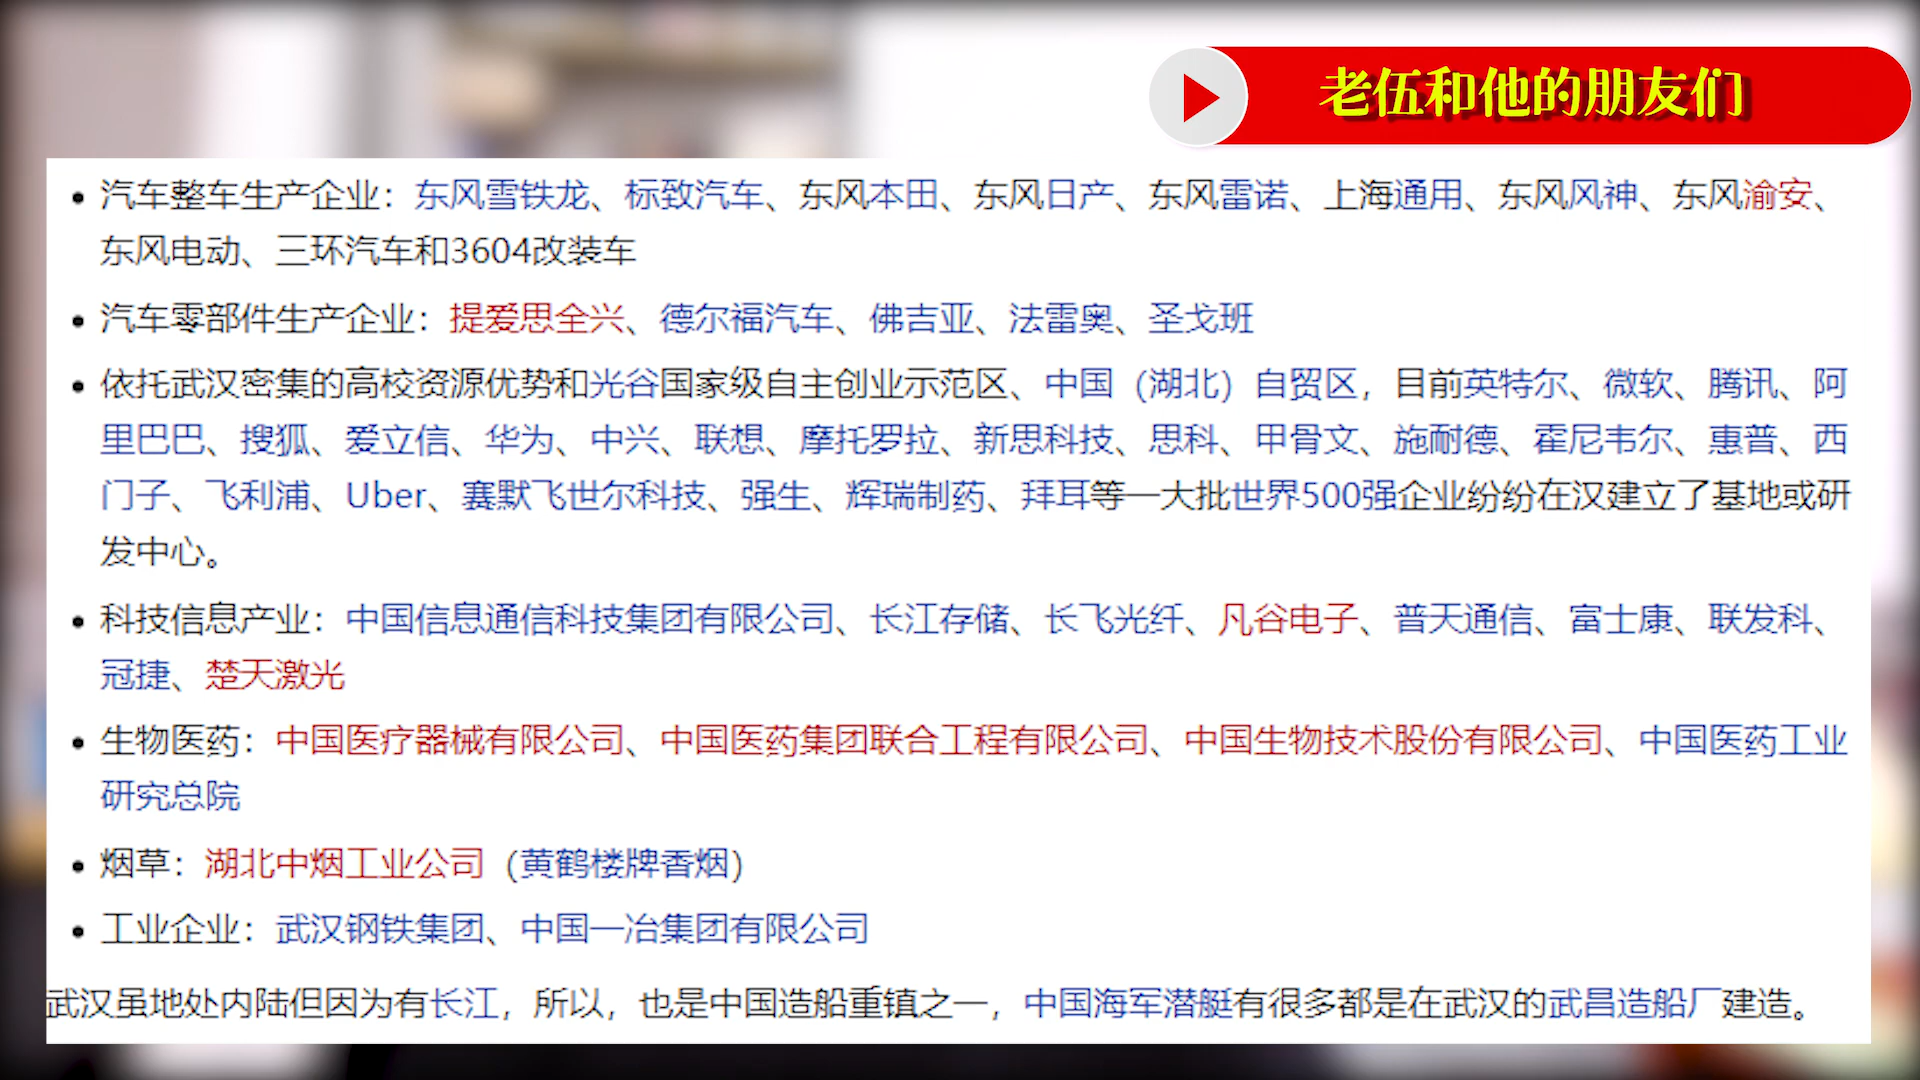 老伍和他的朋友们
• 汽车整车生产企业：东风雪铁龙、标致汽车、东风本田、东风日产、东风雷诺、上海通用、东风风神、东风渝安、
东风电动、三环汽车和3604改装车
• 汽车零部件生产企业：提爱思全兴、德尔福汽车、佛吉亚、法雷奥、圣戈班
• 依托武汉密集的高校资源优势和光谷国家级自主创业示范区、中国（湖北）自贸区，目前英特尔、微软、腾讯、阿
里巴巴、搜狐、爱立信、华为、中兴、联想、摩托罗拉、新思科技、思科、甲骨文、施耐德、霍尼韦尔、惠普、西
门子、飞利浦、Uber、赛默飞世尔科技、强生、辉瑞制药、拜耳等一大批世界500强企业纷纷在汉建立了基地或研
发中心。
• 科技信息产业：中国信息通信科技集团有限公司、长江存储、长飞光纤、凡谷电子、普天通信、富士康、联发科、
冠捷、楚天激光
• 生物医药：中国医疗器械有限公司、中国医药集团联合工程有限公司、中国生物技术股份有限公司、中国医药工业
研究总院
• 烟草：湖北中烟工业公司（黄鹤楼牌香烟）
• 工业企业：武汉钢铁集团、中国一冶集团有限公司
武汉虽地处内陆但因为有长江，所以，也是中国造船重镇之一，中国海军潜艇有很多都是在武汉的武昌造船厂建造。